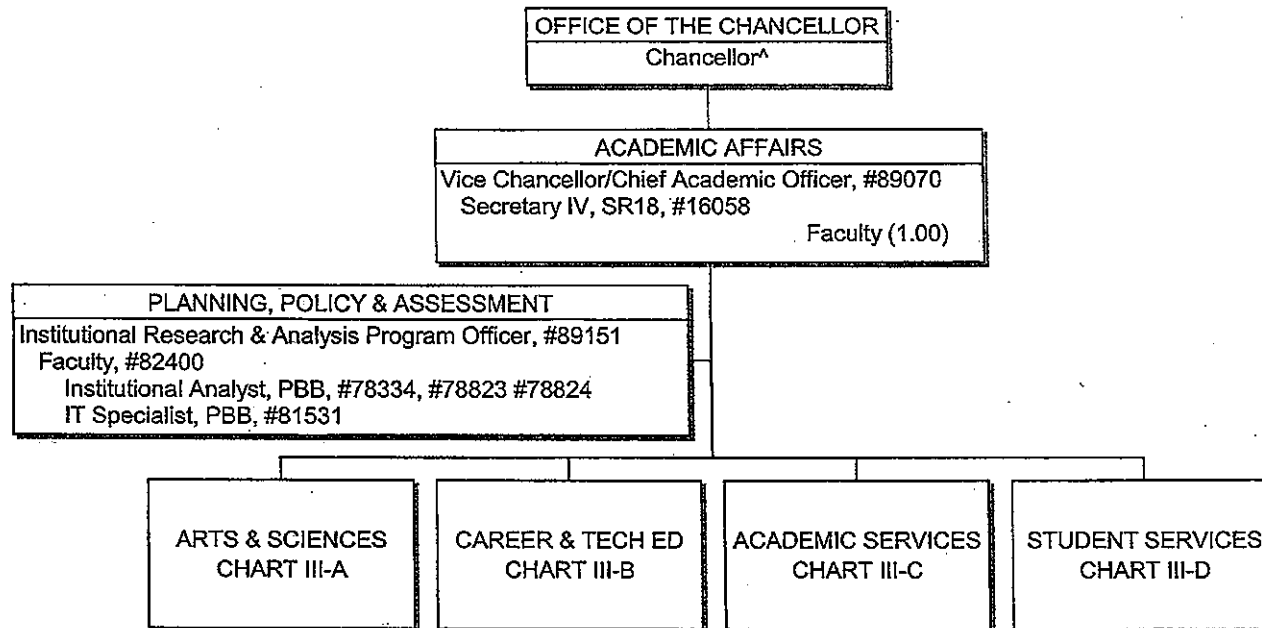 OFFICE OF THE CHANCELLOR
Chancellor^
ACADEMIC AFFAIRS
Vice Chancellor/Chief Academic Officer, #89070
Secretary IV, SR18, #16058
Faculty (1.00)
PLANNING, POLICY & ASSESSMENT
Institutional Research & Analysis Program Officer, #89151
Faculty, #82400
Institutional Analyst, PBB, #78334, #78823 #78824
IT Specialist, PBB, #81531
ARTS & SCIENCES
CHART III-A
CAREER & TECH ED
CHART III-B
ACADEMIC SERVICES
CHART III-C
STUDENT SERVICES
CHART III-D